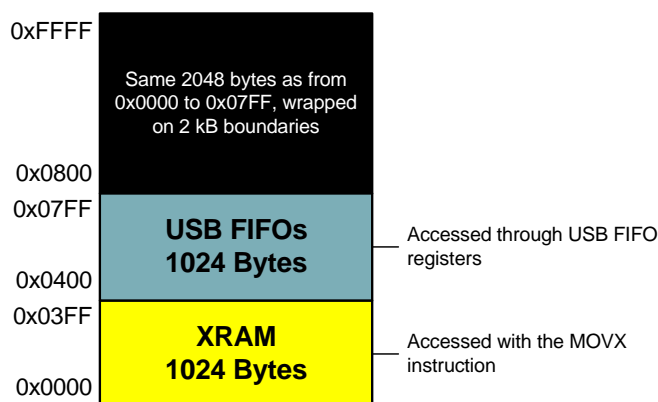 0xFFFF
Same 2048 bytes as from
0x0000 to 0x07FF, wrapped
on 2 kB boundaries
0x0800
0x07FF
USB FIFOs
1024 Bytes
Accessed through USB FIFO
registers
0x0400
0x03FF
XRAM
1024 Bytes
Accessed with the MOVX
instruction
0x0000